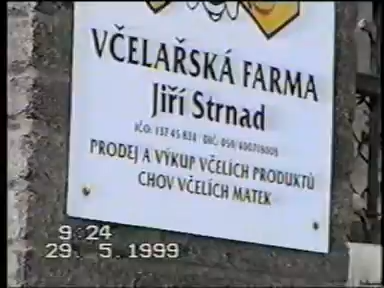 VČELAŘSKÁ FARMA
Jiří Strnad
PRODEJ A VÝKUP VČELÍCH PRODUKTŮ
CHOV VČELÍCH MATEK
9:24
29. 5.1999